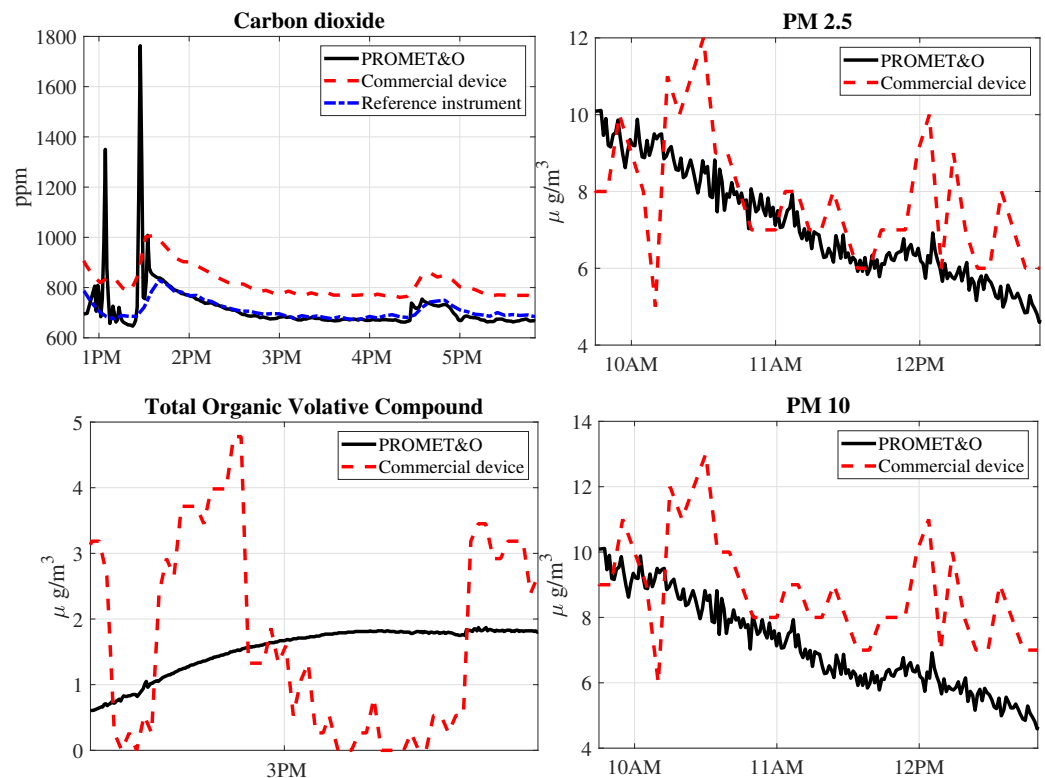 Carbon dioxide
1800
1600
1400
1200
1000
800
600
ppm
PROMET&O
Commercial device
Reference instrument
1PM 2PM 3PM 4PM 5PM
PM 2.5
12
10
8
6
4
μ g/m³
PROMET&O
Commercial device
10AM 11AM 12PM
Total Organic Volative Compound
5
4
3
2
1
0
μ g/m³
PROMET&O
Commercial device
3PM
PM 10
14
12
10
8
6
4
μ g/m³
PROMET&O
Commercial device
10AM 11AM 12PM